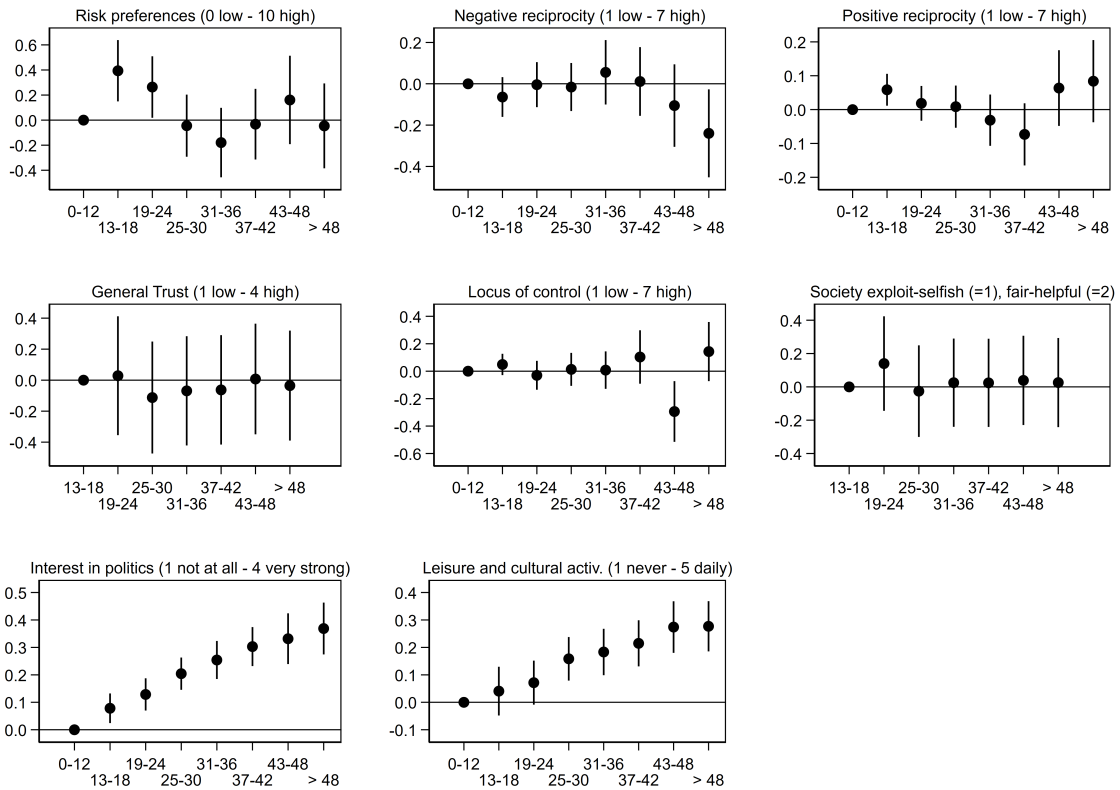 Risk preferences (0 low - 10 high)
0.6
0.4
0.2
0.0
-0.2
-0.4
0-12 19-24 31-36 43-48
13-18 25-30 37-42 > 48
Negative reciprocity (1 low - 7 high)
0.2
0.0
-0.2
-0.4
0-12 19-24 31-36 43-48
13-18 25-30 37-42 > 48
Positive reciprocity (1 low - 7 high)
0.2
0.1
0.0
-0.1
-0.2
0-12 19-24 31-36 43-48
13-18 25-30 37-42 > 48
General Trust (1 low - 4 high)
0.4
0.2
0.0
-0.2
-0.4
13-18 25-30 37-42 > 48
19-24 31-36 43-48
Locus of control (1 low - 7 high)
0.4
0.2
0.0
-0.2
-0.4
-0.6
0-12 19-24 31-36 43-48
13-18 25-30 37-42 > 48
Society exploit-selfish (=1), fair-helpful (=2)
0.4
0.2
0.0
-0.2
-0.4
13-18 25-30 37-42 > 48
19-24 31-36 43-48
Interest in politics (1 not at all - 4 very strong)
0.5
0.4
0.3
0.2
0.1
0.0
0-12 19-24 31-36 43-48
13-18 25-30 37-42 > 48
Leisure and cultural activ. (1 never - 5 daily)
0.4
0.3
0.2
0.1
0.0
-0.1
0-12 19-24 31-36 43-48
13-18 25-30 37-42 > 48